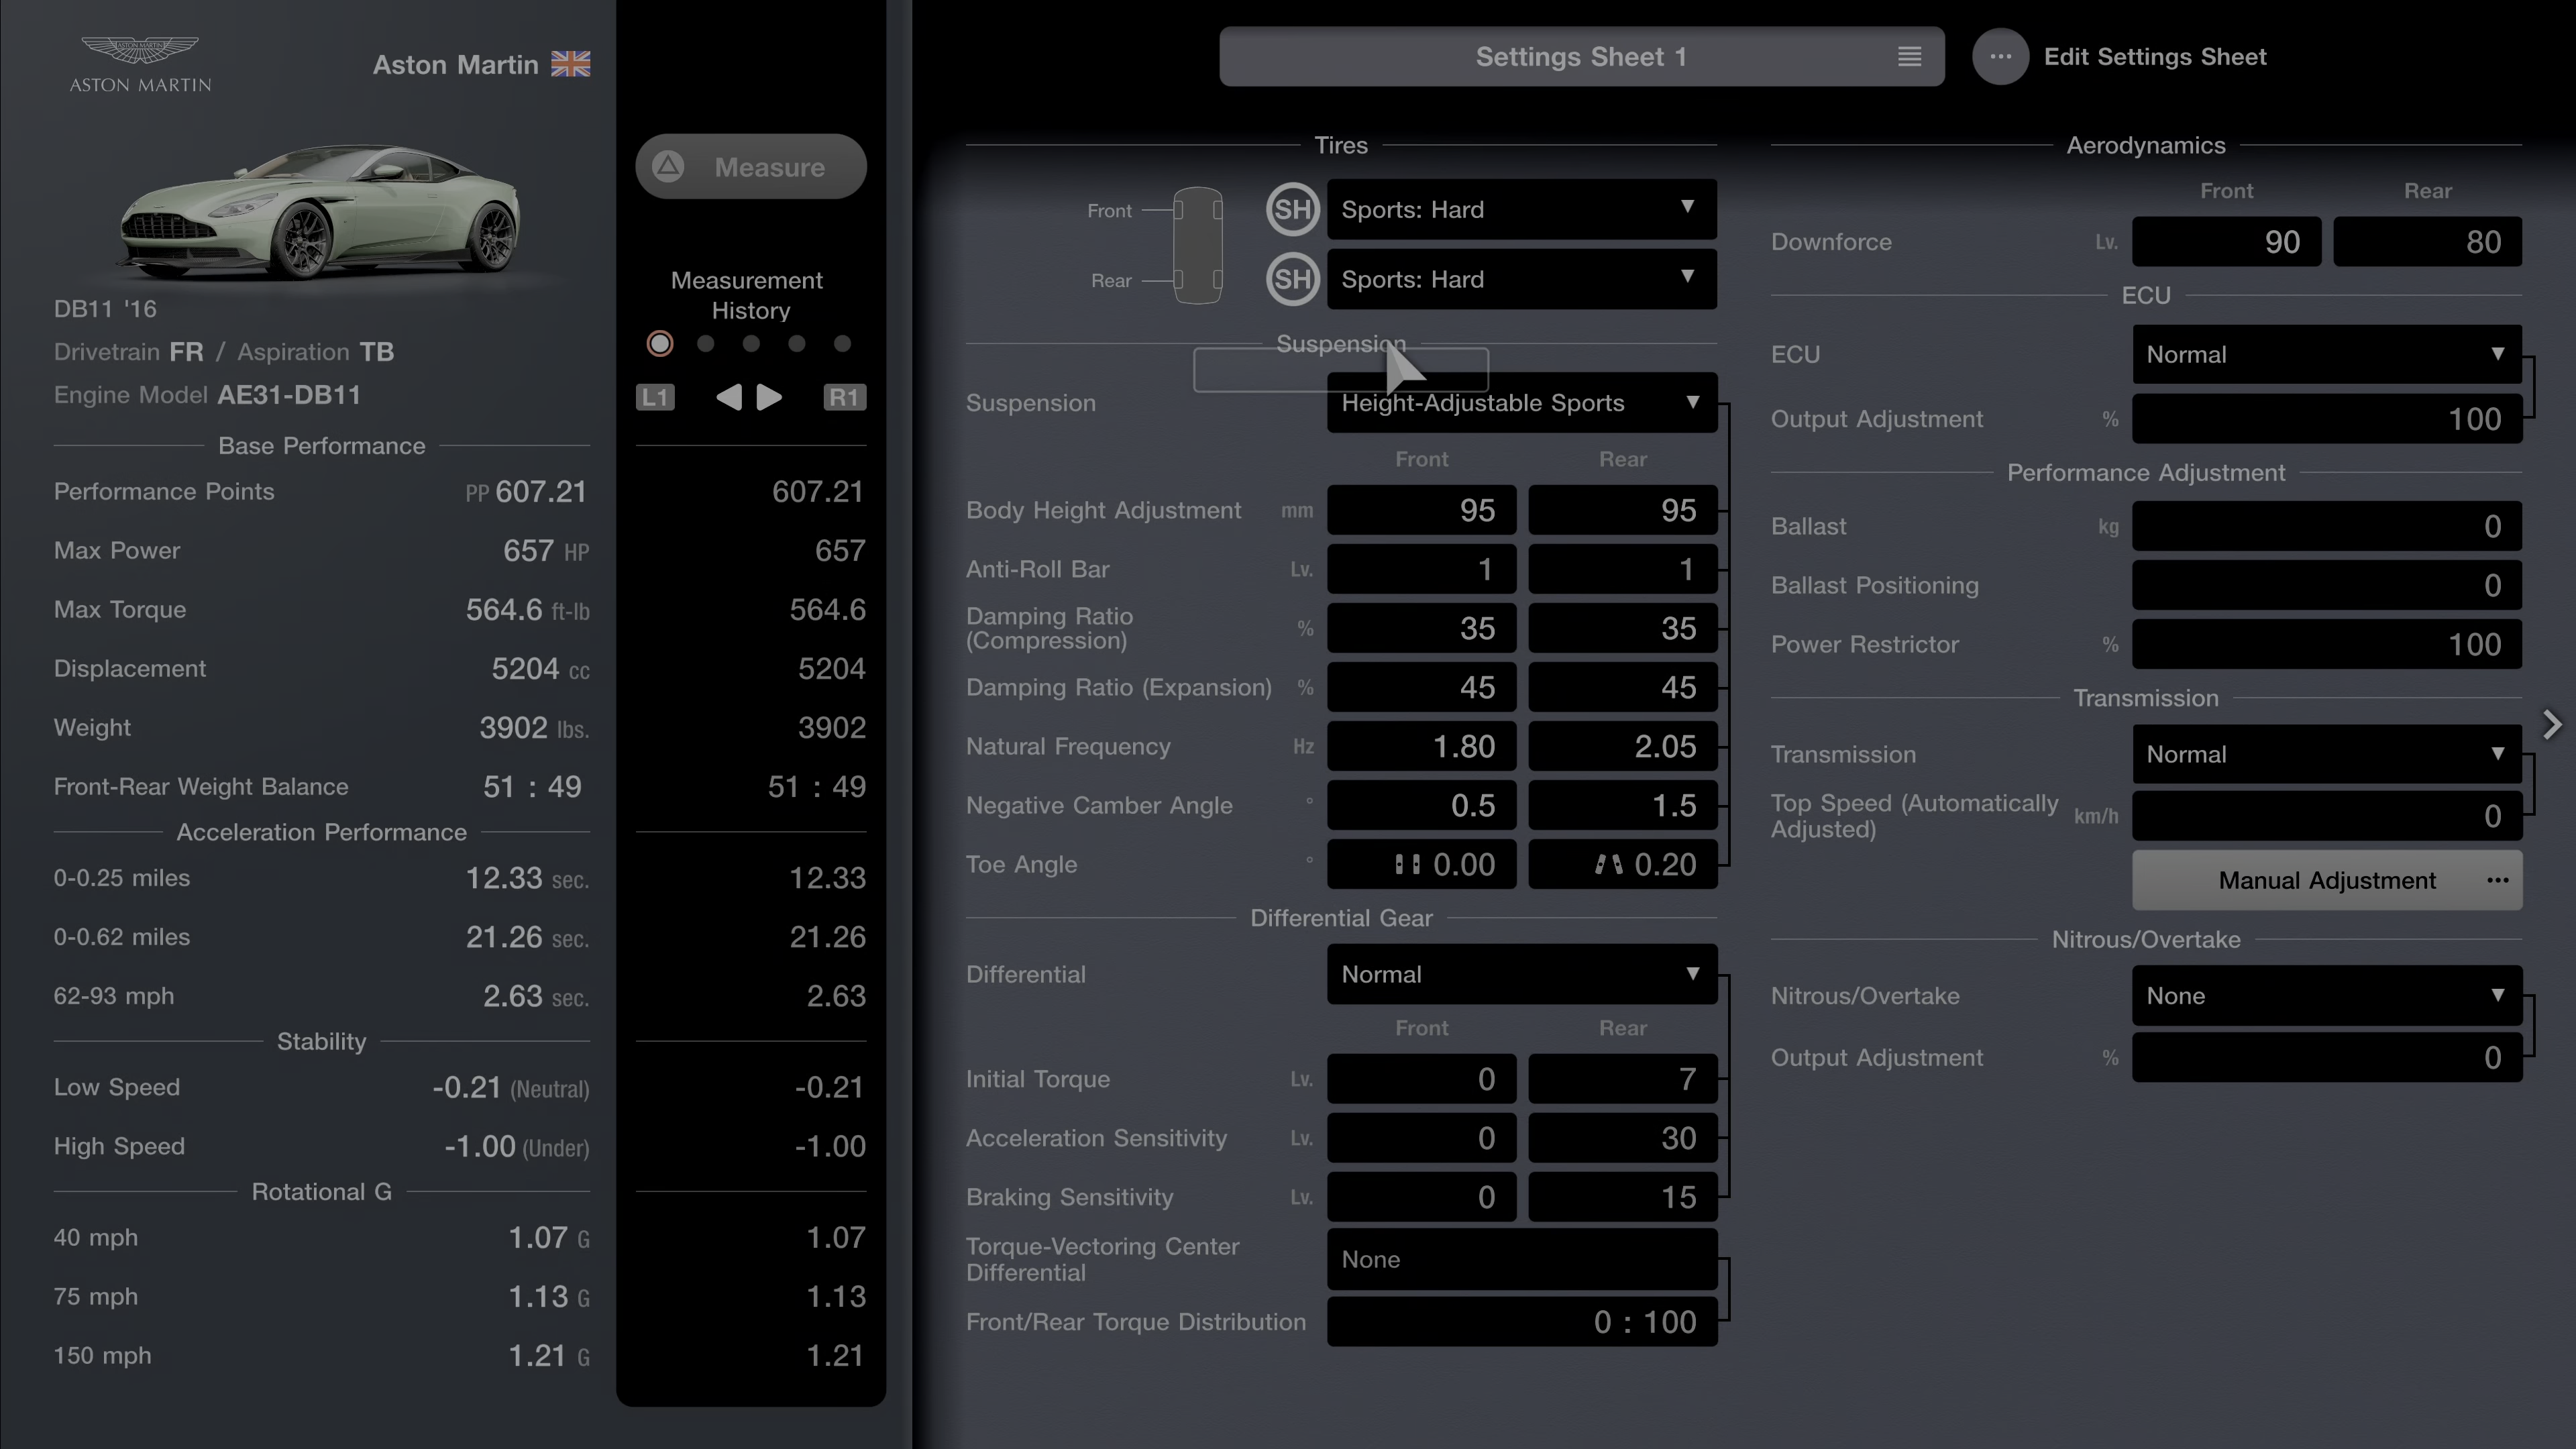 ASTON MARTIN
ASTON MARTIN
Aston Martin
DB11 '16
Drivetrain FR / Aspiration TB
Engine Model AE31-DB11
Base Performance
Performance Points PP 607.21
Max Power 657 HP
Max Torque 564.6 ft-lb
Displacement 5204 cc
Weight 3902 lbs.
Front-Rear Weight Balance 51 : 49
Acceleration Performance
0-0.25 miles 12.33 sec.
0-0.62 miles 21.26 sec.
62-93 mph 2.63 sec.
Stability
Low Speed -0.21 (Neutral)
High Speed -1.00 (Under)
Rotational G
40 mph 1.07 G
75 mph 1.13 G
150 mph 1.21 G
Measure
Measurement
History
L1 R1
607.21
657
564.6
5204
3902
51 : 49
12.33
21.26
2.63
-0.21
-1.00
1.07
1.13
1.21
Settings Sheet 1
Edit Settings Sheet
Tires
Front SH Sports: Hard
Rear SH Sports: Hard
Suspension
Suspension Height-Adjustable Sports
Front Rear
Body Height Adjustment mm 95 95
Anti-Roll Bar Lv. 1 1
Damping Ratio
(Compression) % 35 35
Damping Ratio (Expansion) % 45 45
Natural Frequency Hz 1.80 2.05
Negative Camber Angle ° 0.5 1.5
Toe Angle ° 0.00 0.20
Differential Gear
Differential Normal
Front Rear
Initial Torque Lv. 0 7
Acceleration Sensitivity Lv. 0 30
Braking Sensitivity Lv. 0 15
Torque-Vectoring Center
Differential None
Front/Rear Torque Distribution 0 : 100
Aerodynamics
Front Rear
Downforce Lv. 90 80
ECU
ECU Normal
Output Adjustment % 100
Performance Adjustment
Ballast kg 0
Ballast Positioning 0
Power Restrictor % 100
Transmission
Transmission Normal
Top Speed (Automatically
Adjusted) km/h 0
Manual Adjustment
Nitrous/Overtake
Nitrous/Overtake None
Output Adjustment % 0